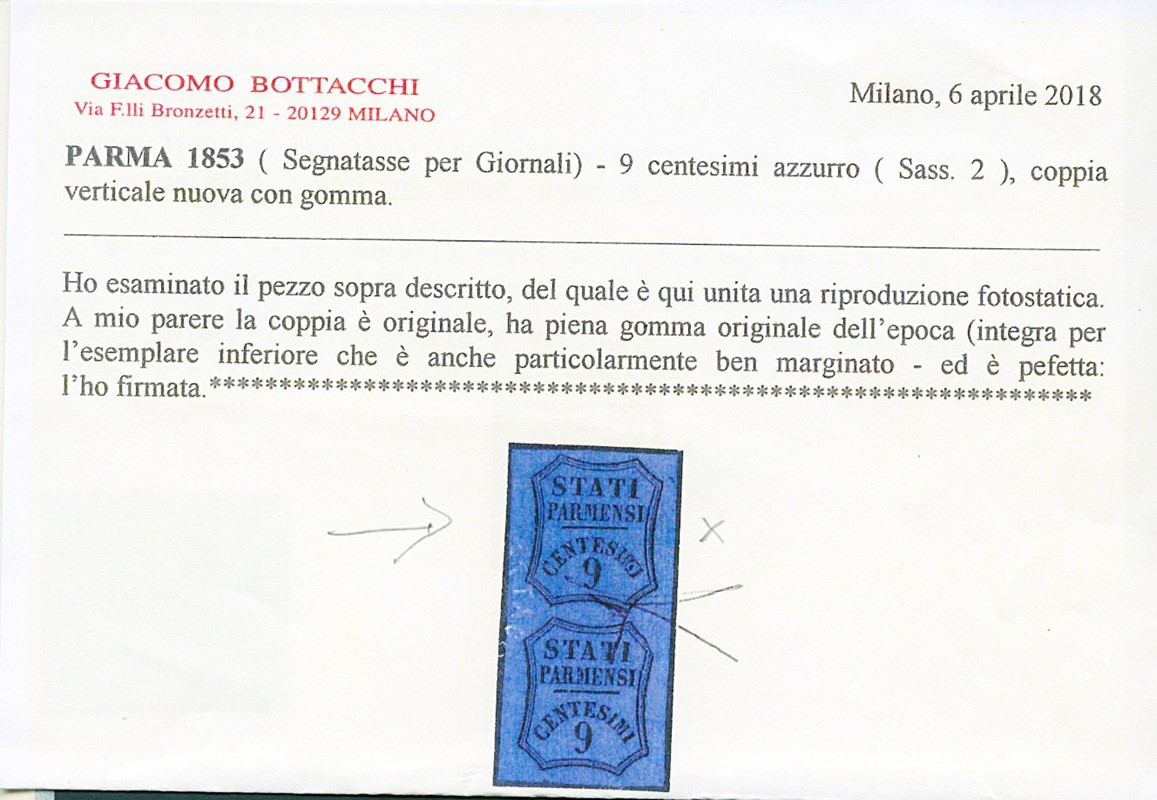 GIACOMO BOTTACCHI
Via F.lli Bronzetti, 21 - 20129 MILANO
Milano, 6 aprile 2018
PARMA 1853 ( Segnatasse per Giornali) - 9 centesimi azzurro ( Sass. 2 ), coppia
verticale nuova con gomma.
Ho esaminato il pezzo sopra descritto, del quale è qui unita una riproduzione fotostatica.
A mio parere la coppia è originale, ha piena gomma originale dell'epoca (integra per
l'esemplare inferiore che è anche particolarmente ben marginato - ed è pefetta:
l'ho firmata.******************************************************************
STATI
PARMENSI
CENTESIMI
9
x
STATI
PARMENSI
CENTESIMI
9